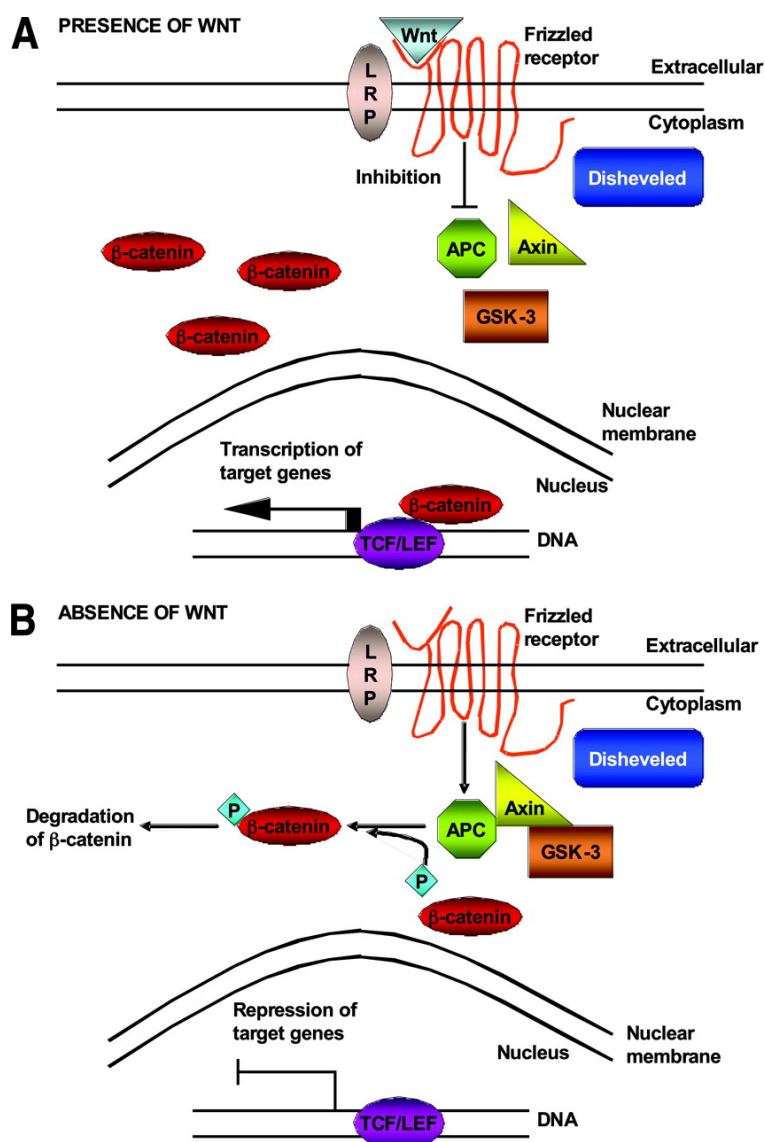 A PRESENCE OF WNT
Wnt
Frizzled
receptor
L
R
P
Extracellular
Cytoplasm
Inhibition
Disheveled
APC
Axin
β-catenin
β-catenin
β-catenin
GSK-3
Nuclear
membrane
Transcription of
target genes
Nucleus
β-catenin
TCF/LEF
DNA
B ABSENCE OF WNT
Frizzled
receptor
L
R
P
Extracellular
Cytoplasm
Disheveled
Degradation
of β-catenin
P
β-catenin
APC
Axin
GSK-3
P
β-catenin
Repression of
target genes
Nucleus
Nuclear
membrane
TCF/LEF
DNA